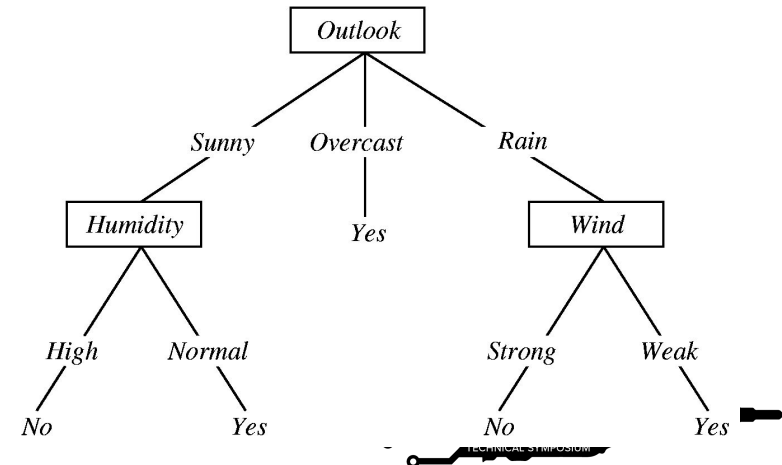 Outlook
Sunny Overcast Rain
Humidity Yes Wind
High Normal Strong Weak
No Yes No Yes
TECHNICAL SYMPOSIUM